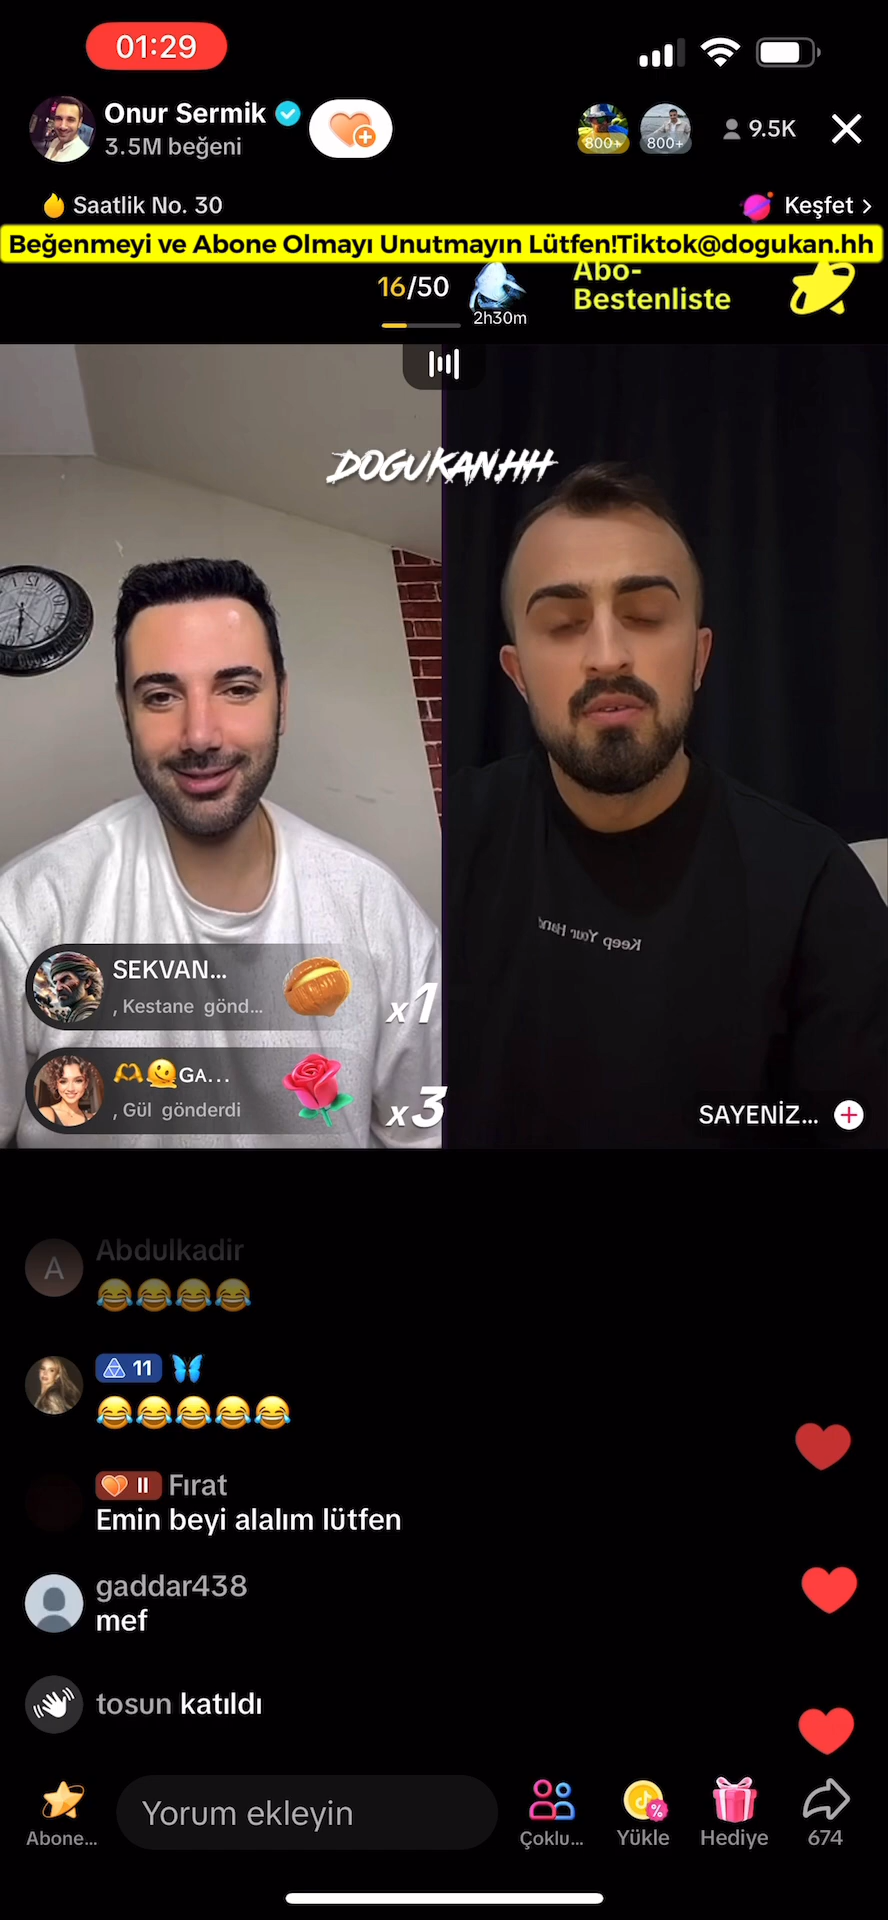 01:29
Onur Sermik
3.5M beğeni
800+
800+
9.5K
Saatlik No. 30
Keşfet >
Beğenmeyi ve Abone Olmayı Unutmayın Lütfen!Tiktok@dogukan.hh
16/50
2h30m
Abo-
Bestenliste
DOGUKAN.HH
Keep Your Hand
SEKVAN...
, Kestane gönd...
x1
GA...
, Gül gönderdi
x3
SAYENİZ...
A
Abdulkadir
😂😂😂😂
11 🦋
😂😂😂😂😂
II Fırat
Emin beyi alalım lütfen
gaddar438
mef
tosun katıldı
Abone...
Yorum ekleyin
Çoklu...
Yükle
Hediye
674